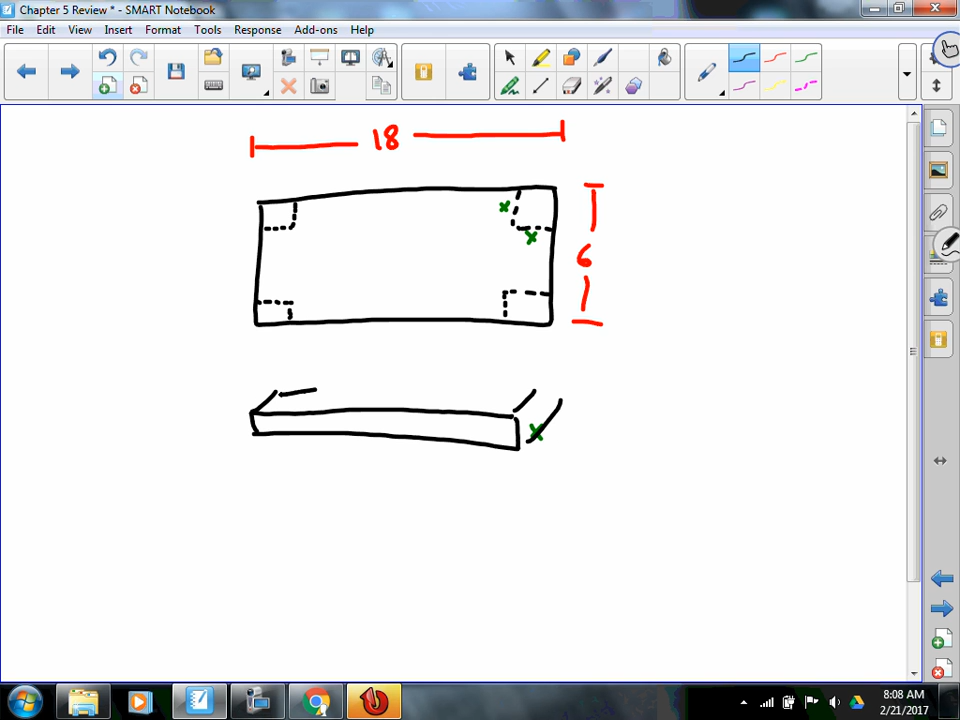 Chapter 5 Review * - SMART Notebook
File Edit View Insert Format Tools Response Add-ons Help
18
x
x
6
x
8:08 AM
2/21/2017